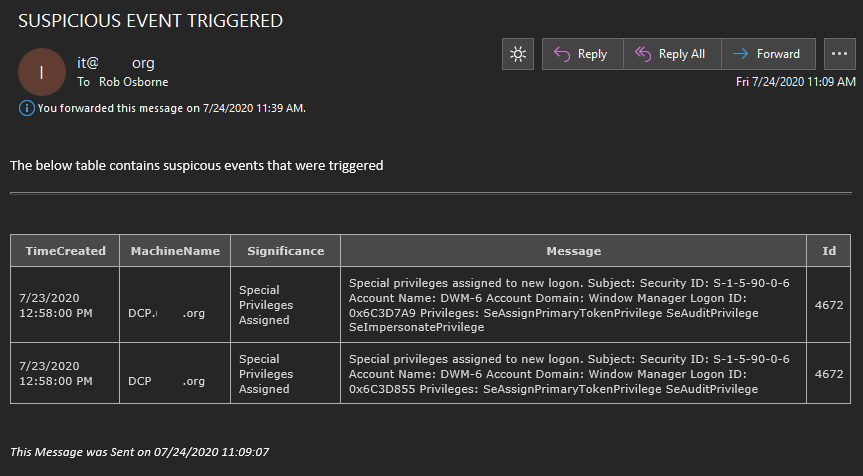 SUSPICIOUS EVENT TRIGGERED
I
it@ org
To Rob Osborne
Reply
Reply All
Forward
Fri 7/24/2020 11:09 AM
You forwarded this message on 7/24/2020 11:39 AM.
The below table contains suspicous events that were triggered
TimeCreated MachineName Significance Message Id
7/23/2020
12:58:00 PM
DCP. .org
Special
Privileges
Assigned
Special privileges assigned to new logon. Subject: Security ID: S-1-5-90-0-6
Account Name: DWM-6 Account Domain: Window Manager Logon ID:
0x6C3D7A9 Privileges: SeAssignPrimaryTokenPrivilege SeAuditPrivilege
SeImpersonatePrivilege
4672
7/23/2020
12:58:00 PM
DCP .org
Special
Privileges
Assigned
Special privileges assigned to new logon. Subject: Security ID: S-1-5-90-0-6
Account Name: DWM-6 Account Domain: Window Manager Logon ID:
0x6C3D855 Privileges: SeAssignPrimaryTokenPrivilege SeAuditPrivilege
4672
This Message was Sent on 07/24/2020 11:09:07